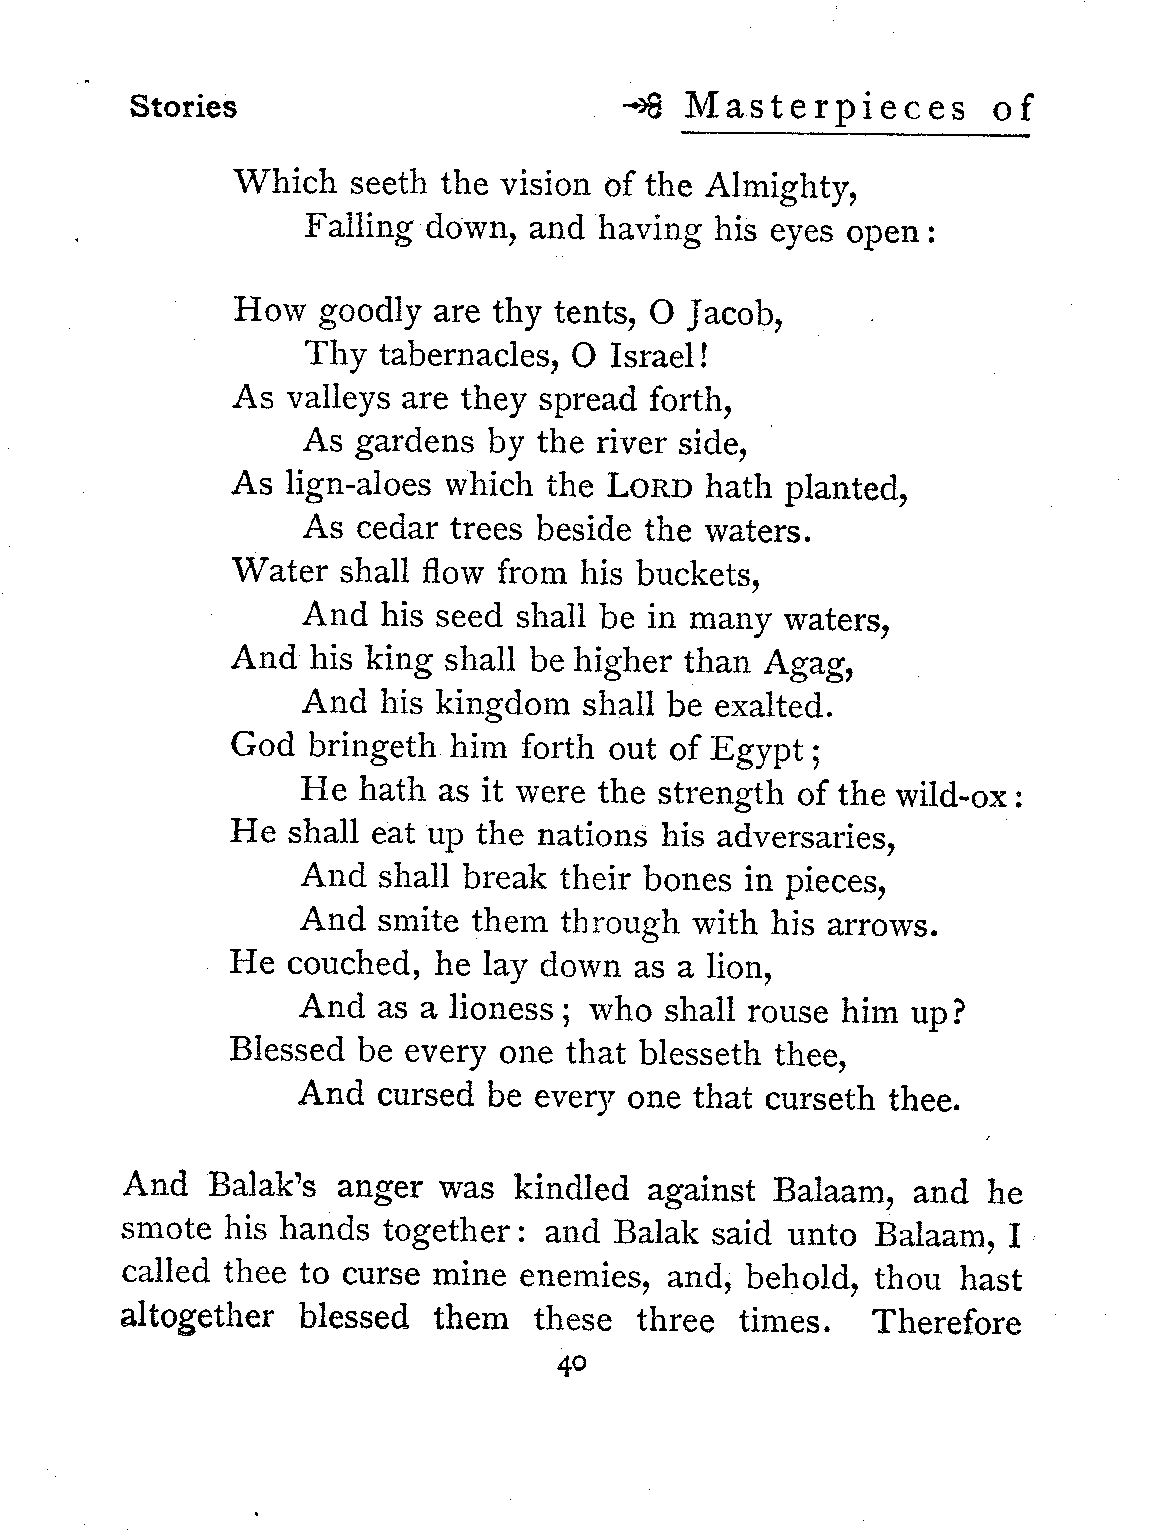 Stories Masterpieces of
Which seeth the vision of the Almighty,
Falling down, and having his eyes open :
How goodly are thy tents, O Jacob,
Thy tabernacles, O Israel!
As valleys are they spread forth,
As gardens by the river side,
As lign-aloes which the LORD hath planted,
As cedar trees beside the waters.
Water shall flow from his buckets,
And his seed shall be in many waters,
And his king shall be higher than Agag,
And his kingdom shall be exalted.
God bringeth him forth out of Egypt ;
He hath as it were the strength of the wild-ox :
He shall eat up the nations his adversaries,
And shall break their bones in pieces,
And smite them through with his arrows.
He couched, he lay down as a lion,
And as a lioness ; who shall rouse him up?
Blessed be every one that blesseth thee,
And cursed be every one that curseth thee.
And Balak's anger was kindled against Balaam, and he
smote his hands together : and Balak said unto Balaam, I
called thee to curse mine enemies, and, behold, thou hast
altogether blessed them these three times. Therefore
40